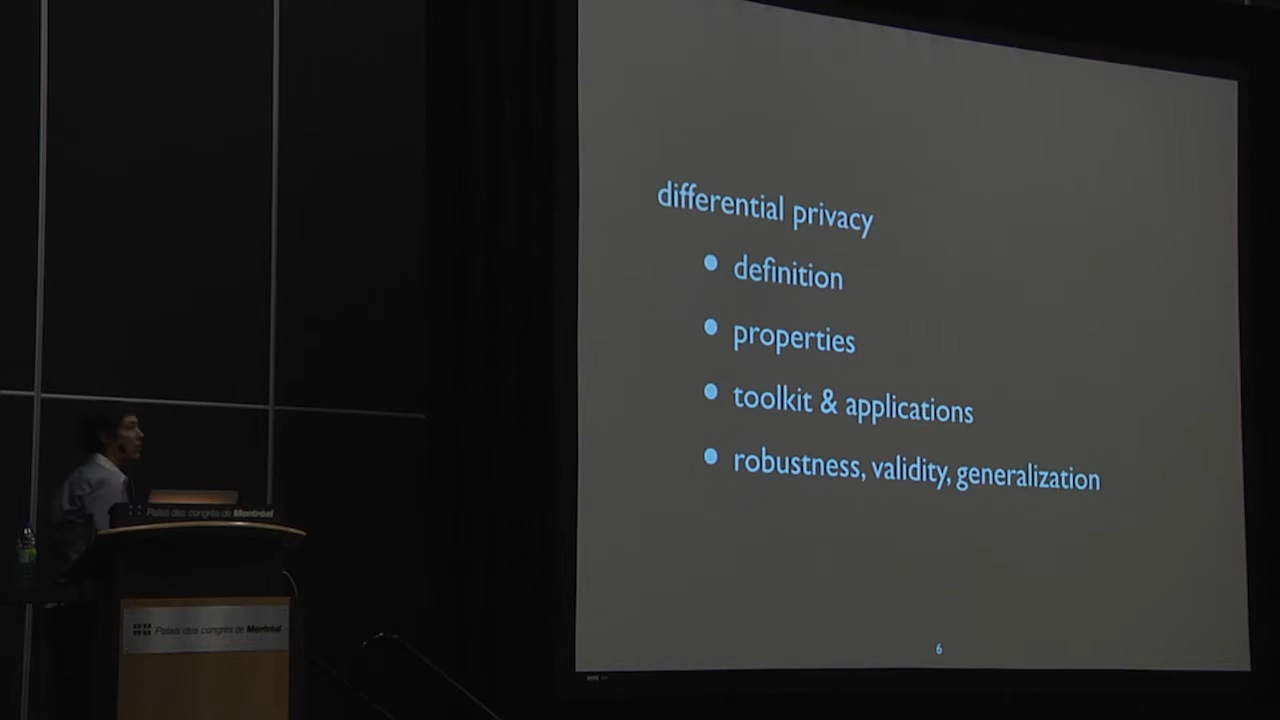 differential privacy
• definition
• properties
• toolkit & applications
• robustness, validity, generalization
6
Palais des congrès de Montréal
Palais des congrès de Montréal